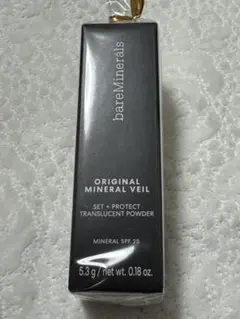 bareMinerals
ORIGINAL
MINERAL VEIL
SET + PROTECT
TRANSLUCENT POWDER
MINERAL SPF 25
5.3 g / net wt. 0.18 oz.